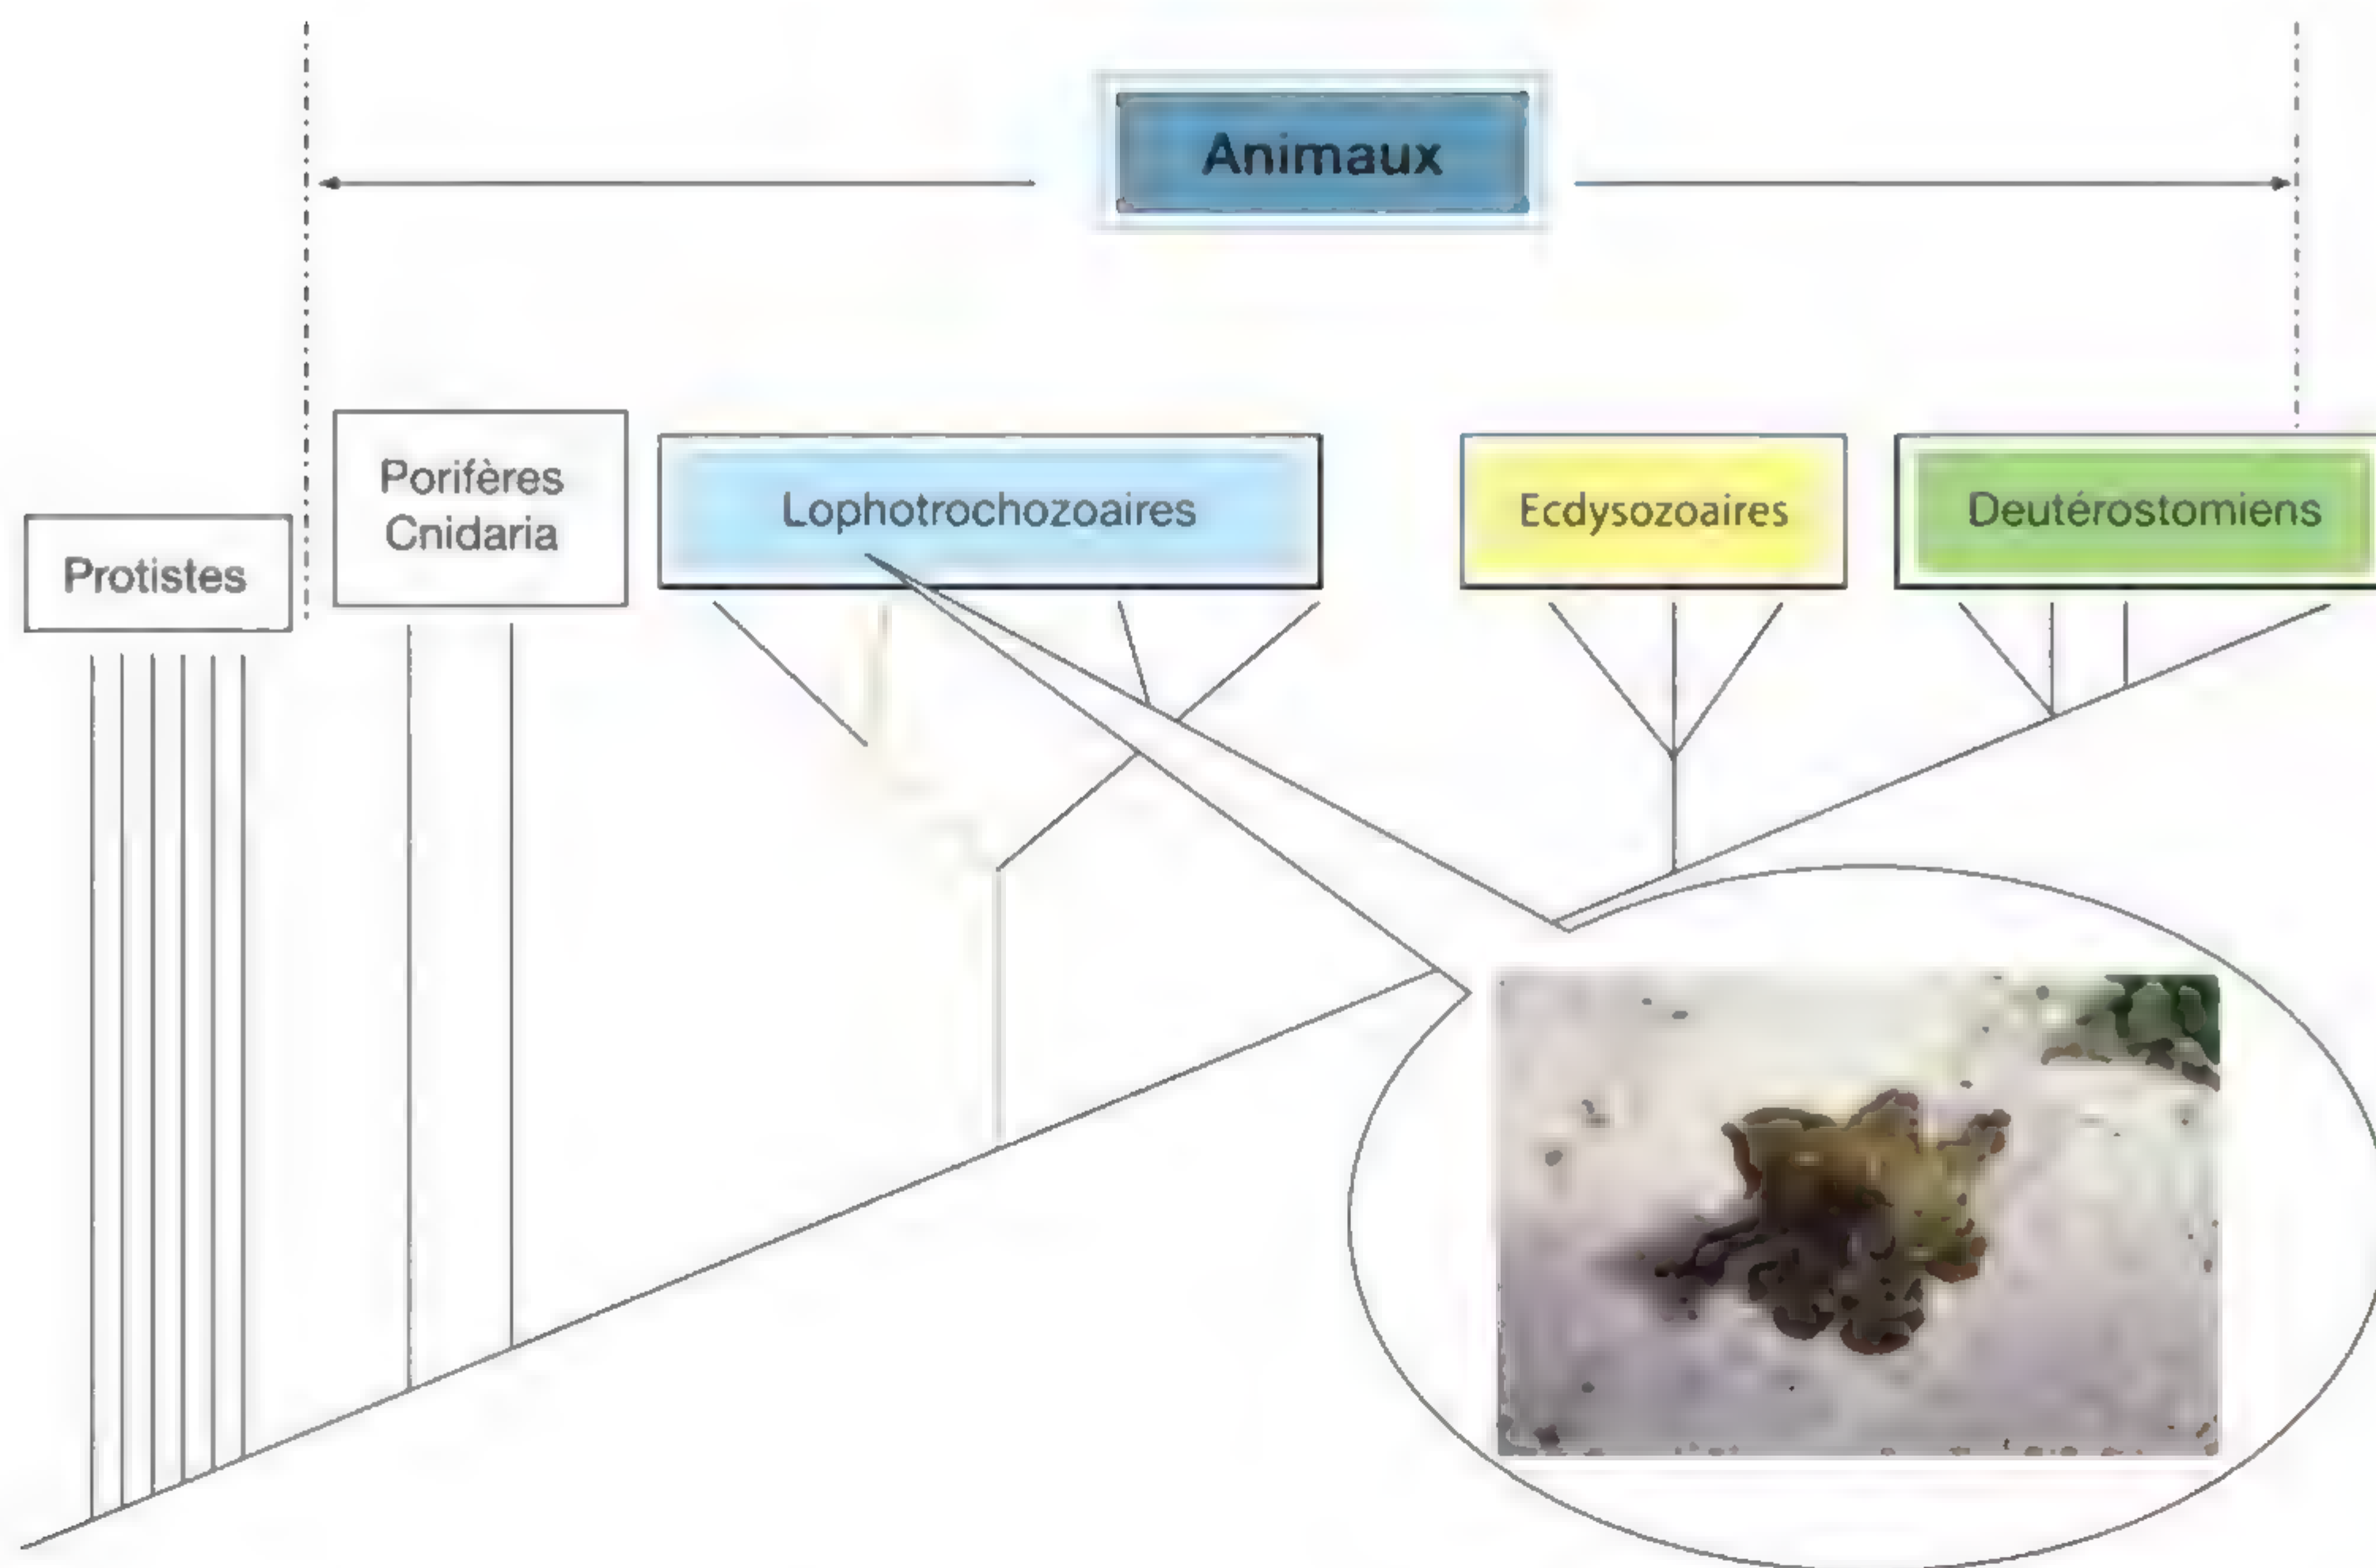 Animaux
Porifères
Cnidaria
Lophotrochozoaires
Ecdysozoaires
Deutérostomiens
Protistes